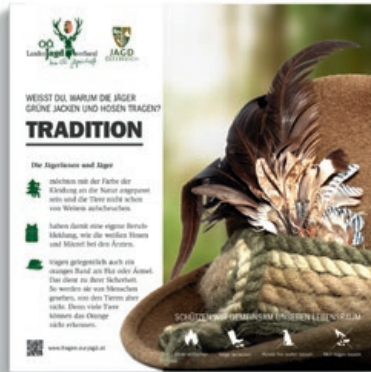 OÖ
Landesjagdverband
JAGD
ÖSTERREICH
WEISST DU, WARUM DIE JÄGER
GRÜNE JACKEN UND HOSEN TRAGEN?
TRADITION
Die Jägerinnen und Jäger
möchten mit der Farbe der
Kleidung an die Natur angepasst
sein und die Tiere nicht schon
von Weitem aufscheuchen.
haben damit eine eigene Berufs-
kleidung, wie die weißen Hosen
und Mäntel bei den Ärzten.
tragen gelegentlich auch ein
oranges Band am Hut oder Ärmel.
Das dient zu ihrer Sicherheit.
So werden sie von Menschen
gesehen, von den Tieren aber
nicht. Denn viele Tiere
können das Orange
nicht erkennen.
SCHÜTZEN WIR GEMEINSAM UNSEREN LEBENSRAUM
www.fragen-zur-jagd.at